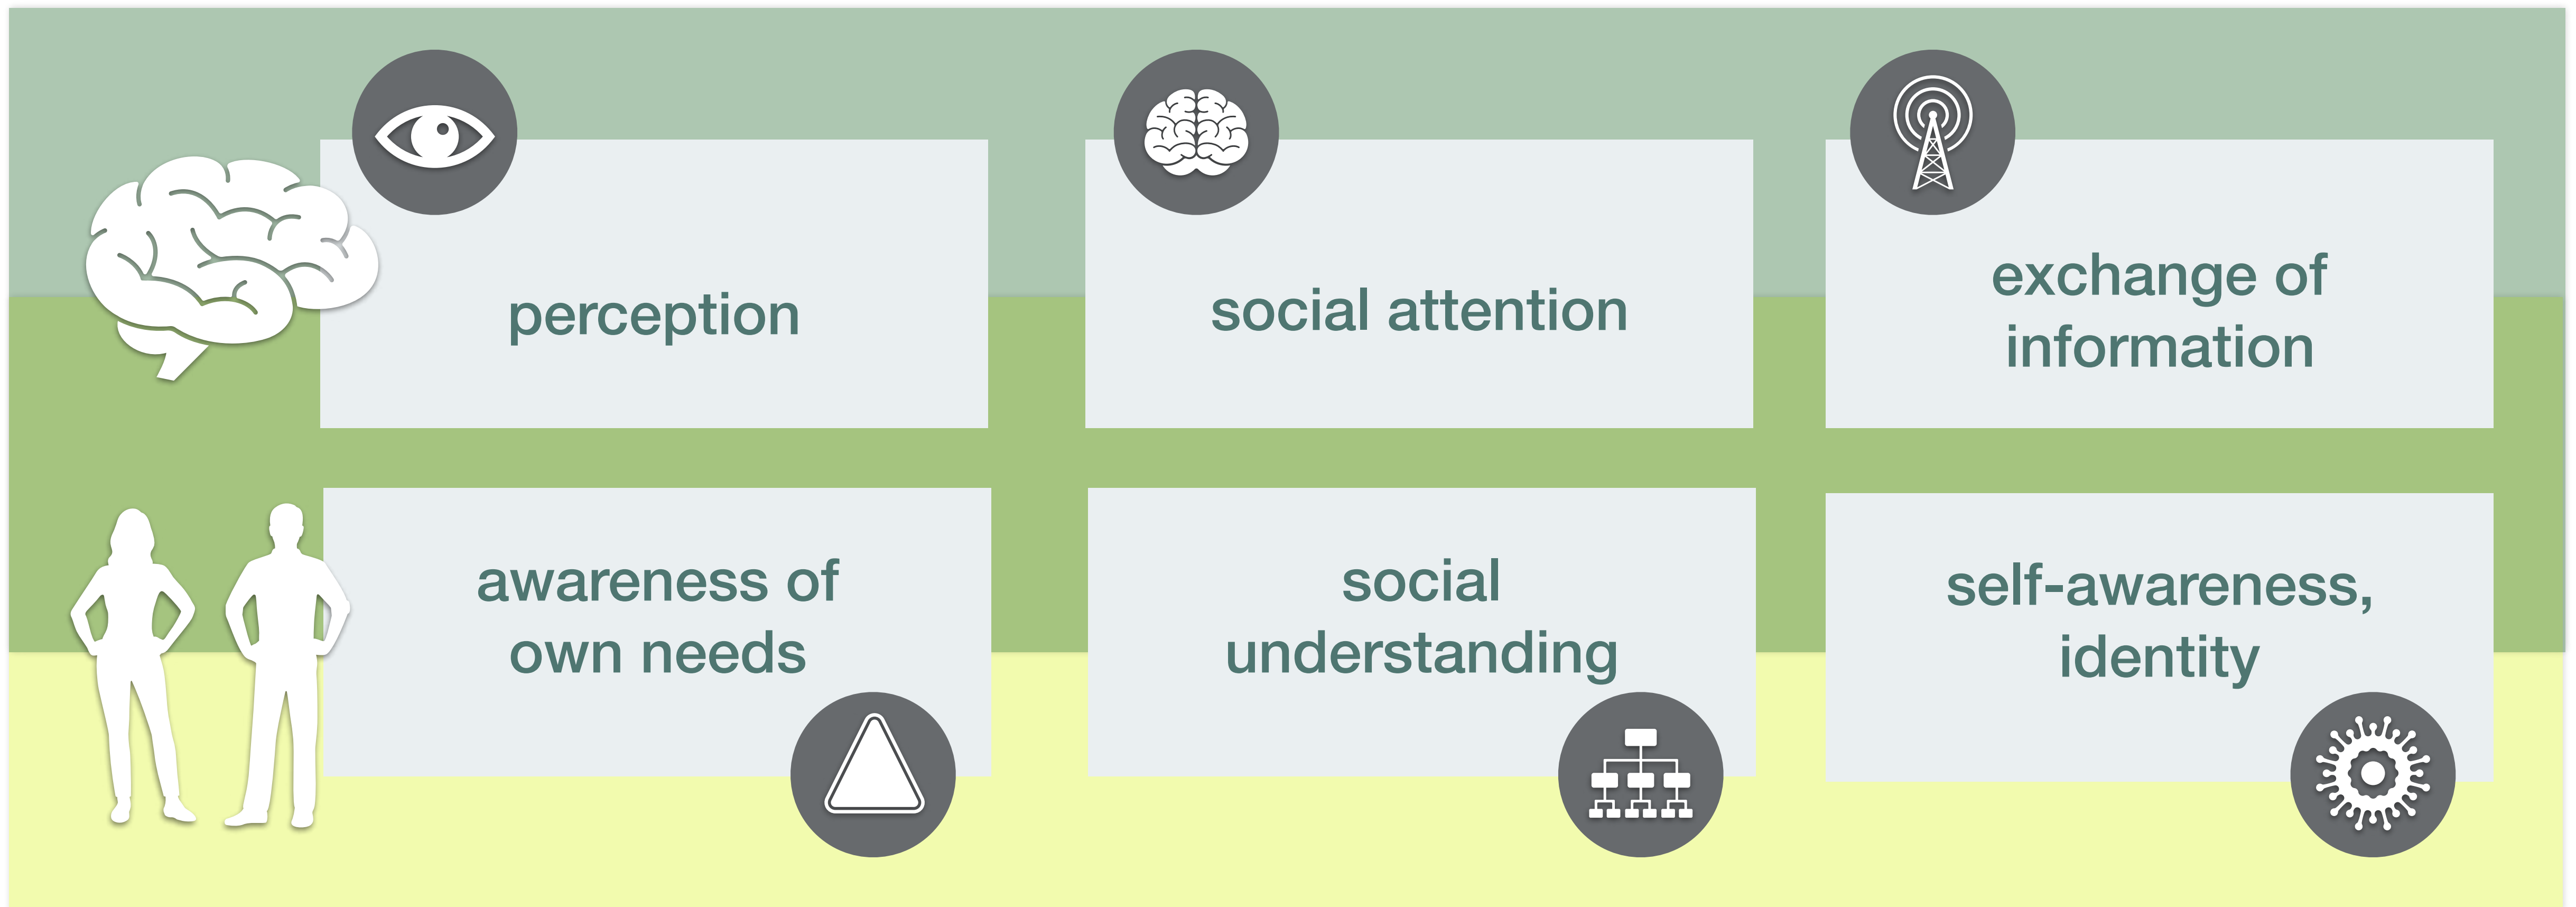 perception
social attention
exchange of
information
awareness of
own needs
social
understanding
self-awareness,
identity